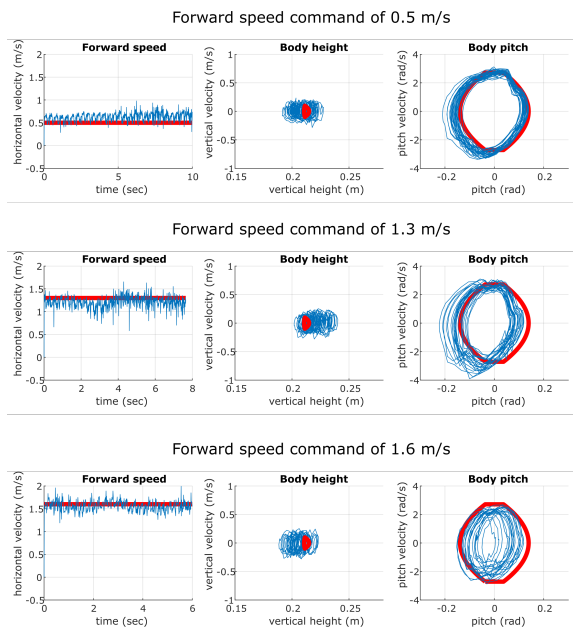 Forward speed command of 0.5 m/s
Forward speed
Body height
Body pitch
horizontal velocity (m/s)
2
1.5
1
0.5
0
-0.5
0
5
10
time (sec)
vertical velocity (m/s)
1
0.5
0
-0.5
-1
0.15
0.2
0.25
vertical height (m)
pitch velocity (rad/s)
4
2
0
-2
-4
-0.2
0
0.2
pitch (rad)
Forward speed command of 1.3 m/s
Forward speed
Body height
Body pitch
horizontal velocity (m/s)
2
1.5
1
0.5
0
-0.5
0
2
4
6
8
time (sec)
vertical velocity (m/s)
1
0.5
0
-0.5
-1
0.15
0.2
0.25
vertical height (m)
pitch velocity (rad/s)
4
2
0
-2
-4
-0.2
0
0.2
pitch (rad)
Forward speed command of 1.6 m/s
Forward speed
Body height
Body pitch
horizontal velocity (m/s)
2
1.5
1
0.5
0
-0.5
0
2
4
6
time (sec)
vertical velocity (m/s)
1
0.5
0
-0.5
-1
0.15
0.2
0.25
vertical height (m)
pitch velocity (rad/s)
4
2
0
-2
-4
-0.2
0
0.2
pitch (rad)